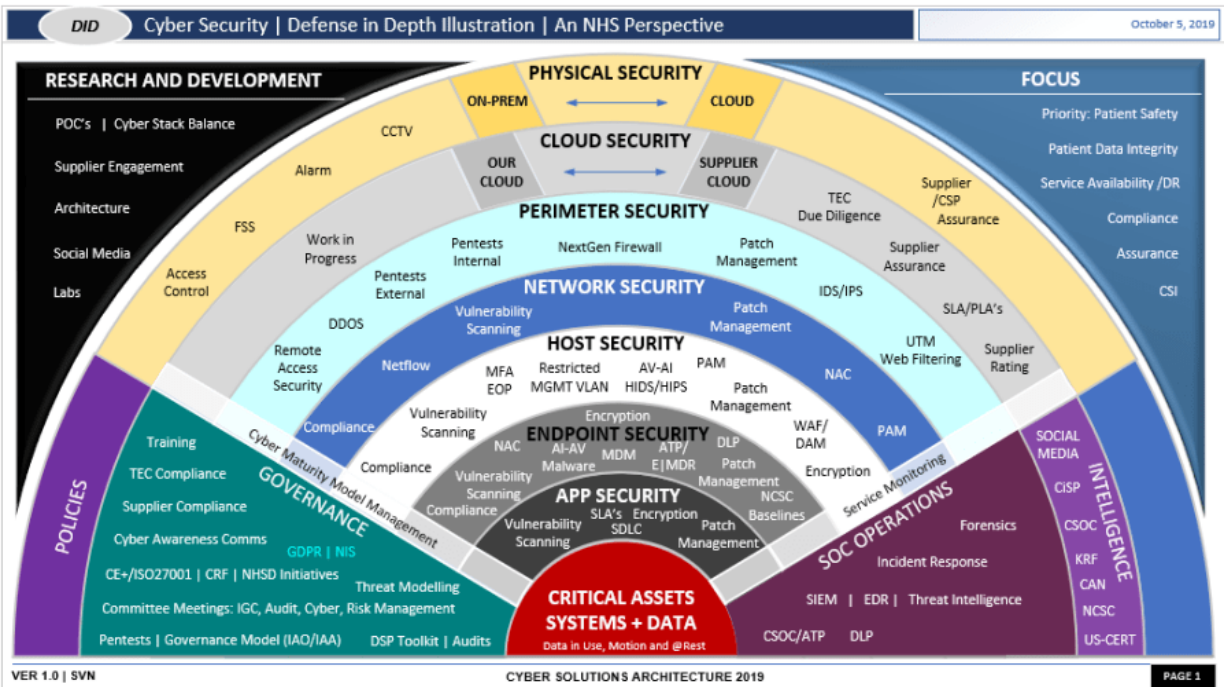 DID
Cyber Security | Defense in Depth Illustration | An NHS Perspective
October 5, 2019
RESEARCH AND DEVELOPMENT
POC's | Cyber Stack Balance
Supplier Engagement
Architecture
Social Media
Labs
FOCUS
Priority: Patient Safety
Patient Data Integrity
Service Availability /DR
Compliance
Assurance
CSI
PHYSICAL SECURITY
ON-PREM
CLOUD
CCTV
Alarm
FSS
Access
Control
Supplier
/CSP
Assurance
CLOUD SECURITY
OUR
CLOUD
SUPPLIER
CLOUD
Work in
Progress
TEC
Due Diligence
Supplier
Assurance
SLA/PLA's
Supplier
Rating
PERIMETER SECURITY
Pentests
Internal
NextGen Firewall
Patch
Management
Pentests
External
IDS/IPS
DDOS
UTM
Web Filtering
Remote
Access
Security
NETWORK SECURITY
Vulnerability
Scanning
Patch
Management
Netflow
NAC
Compliance
PAM
HOST SECURITY
MFA
EOP
Restricted
MGMT VLAN
AV-AI
HIDS/HIPS
PAM
Patch
Management
Vulnerability
Scanning
WAF/
DAM
Compliance
Encryption
Encryption
ENDPOINT SECURITY
NAC
AI-AV
Malware
MDM
ATP/
E|MDR
DLP
Patch
Management
Vulnerability
Scanning
Compliance
NCSC
Baselines
APP SECURITY
SLA's Encryption
SDLC
Vulnerability
Scanning
Patch
Management
CRITICAL ASSETS
SYSTEMS + DATA
Data in Use, Motion and @Rest
Cyber Maturity Model Management
Service Monitoring
POLICIES
GOVERNANCE
Training
TEC Compliance
Supplier Compliance
Cyber Awareness Comms
GDPR | NIS
CE+/ISO27001 | CRF | NHSD Initiatives
Threat Modelling
Committee Meetings: IGC, Audit, Cyber, Risk Management
Pentests | Governance Model (IAO/IAA)
DSP Toolkit | Audits
SOC OPERATIONS
Forensics
Incident Response
SIEM | EDR | Threat Intelligence
CSOC/ATP DLP
INTELLIGENCE
SOCIAL
MEDIA
CiSP
CSOC
KRF
CAN
NCSC
US-CERT
VER 1.0 | SVN
CYBER SOLUTIONS ARCHITECTURE 2019
PAGE 1